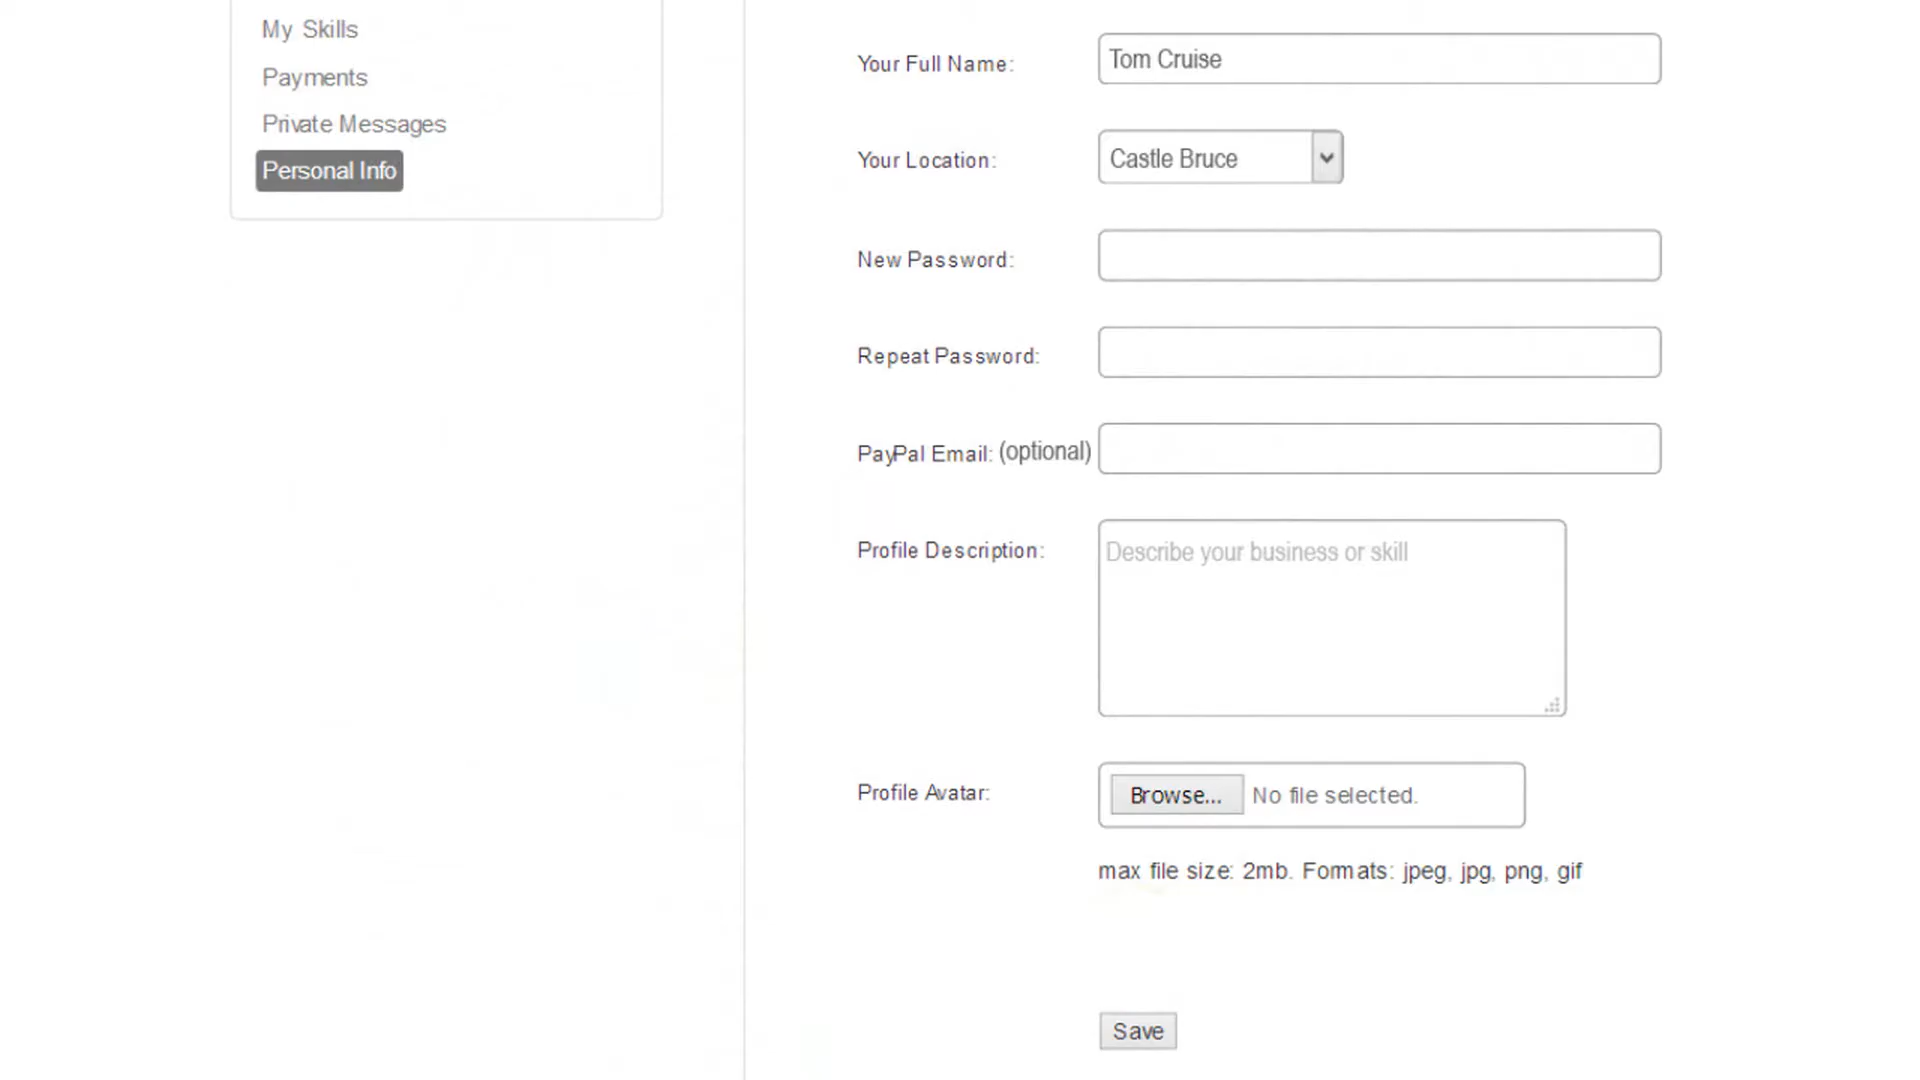 My Skills
Payments
Private Messages
Personal Info
Your Full Name: Tom Cruise
Your Location: Castle Bruce
New Password:
Repeat Password:
PayPal Email: (optional)
Profile Description: Describe your business or skill
Profile Avatar: Browse... No file selected.
max file size: 2mb. Formats: jpeg, jpg, png, gif
Save